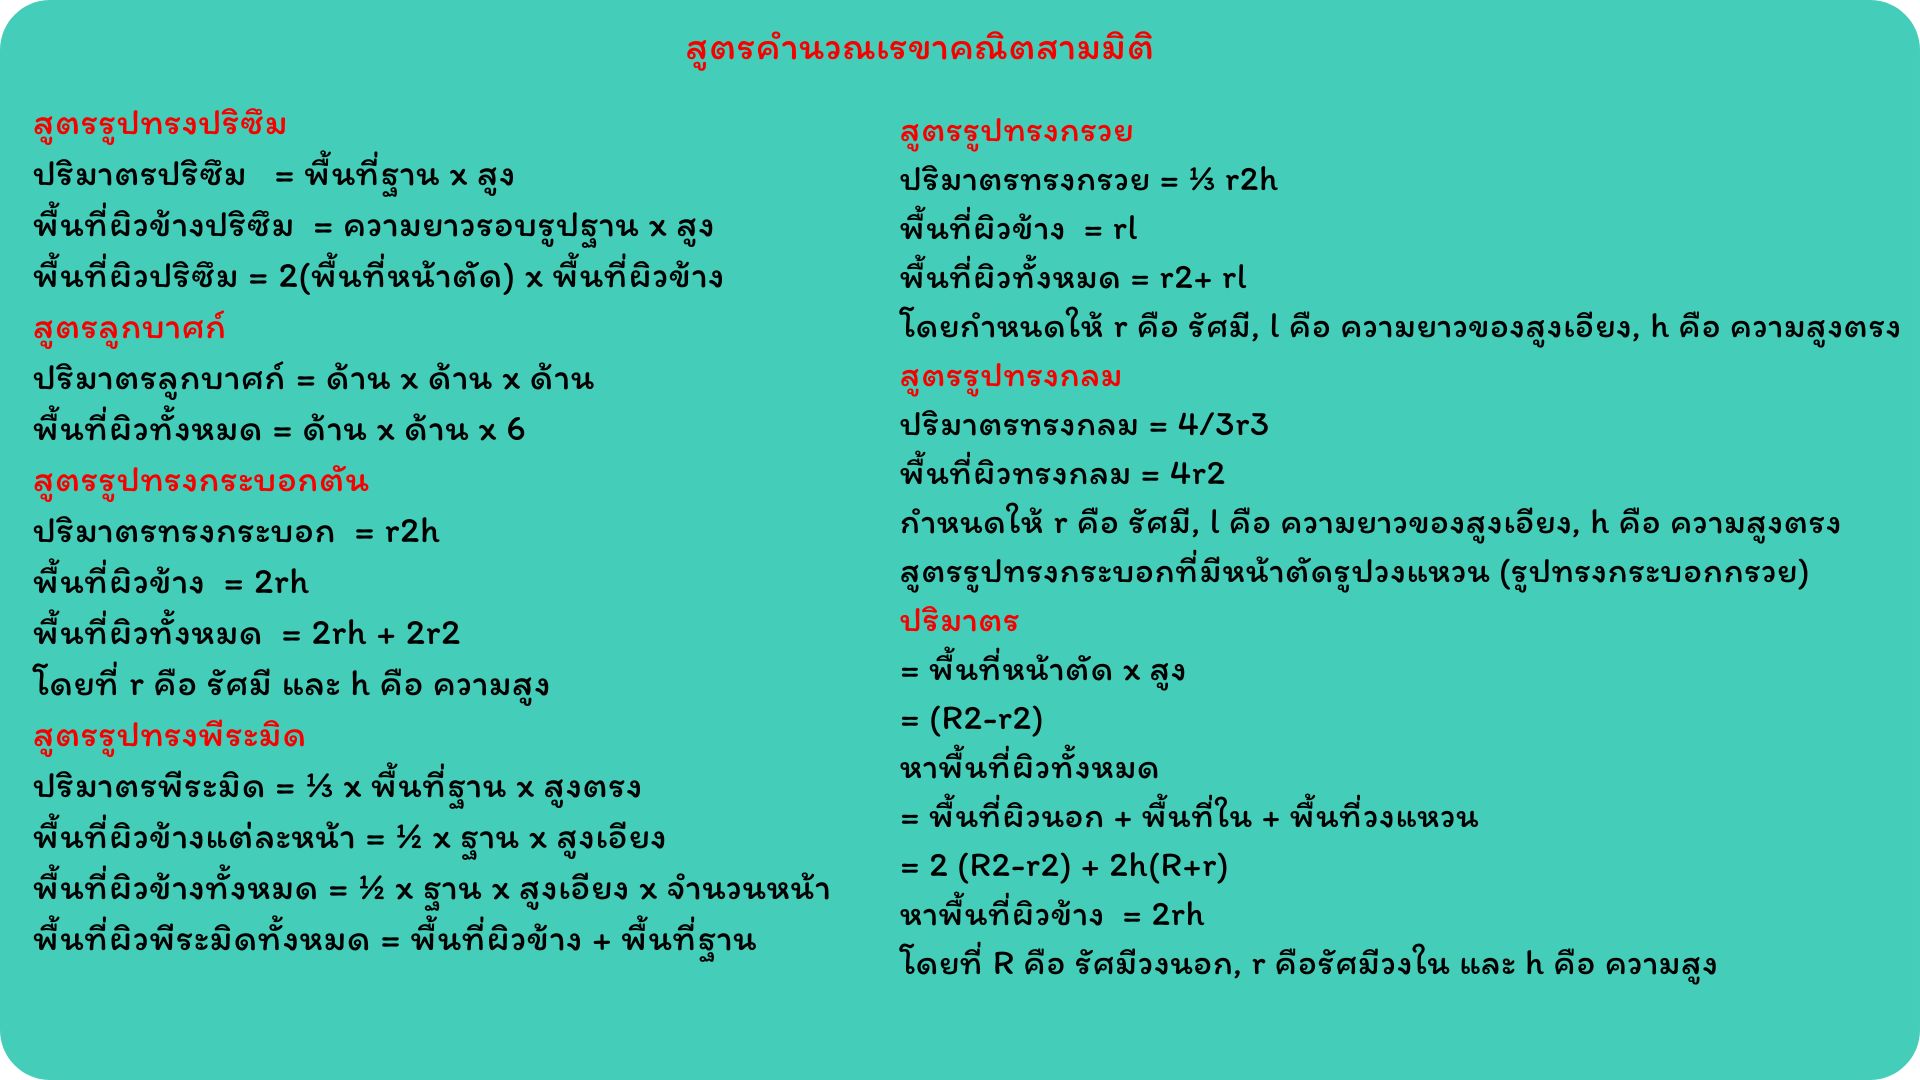 สูตรคำนวณเรขาคณิตสามมิติ
สูตรรูปทรงปริซึม
ปริมาตรปริซึม = พื้นที่ฐาน x สูง
พื้นที่ผิวข้างปริซึม = ความยาวรอบรูปฐาน x สูง
พื้นที่ผิวปริซึม = 2(พื้นที่หน้าตัด) x พื้นที่ผิวข้าง
สูตรลูกบาศก์
ปริมาตรลูกบาศก์ = ด้าน x ด้าน x ด้าน
พื้นที่ผิวทั้งหมด = ด้าน x ด้าน x 6
สูตรรูปทรงกระบอกตัน
ปริมาตรทรงกระบอก = r2h
พื้นที่ผิวข้าง = 2rh
พื้นที่ผิวทั้งหมด = 2rh + 2r2
โดยที่ r คือ รัศมี และ h คือ ความสูง
สูตรรูปทรงพีระมิด
ปริมาตรพีระมิด = ⅓ x พื้นที่ฐาน x สูงตรง
พื้นที่ผิวข้างแต่ละหน้า = ½ x ฐาน x สูงเอียง
พื้นที่ผิวข้างทั้งหมด = ½ x ฐาน x สูงเอียง x จำนวนหน้า
พื้นที่ผิวพีระมิดทั้งหมด = พื้นที่ผิวข้าง + พื้นที่ฐาน
สูตรรูปทรงกรวย
ปริมาตรทรงกรวย = ⅓ r2h
พื้นที่ผิวข้าง = rl
พื้นที่ผิวทั้งหมด = r2+ rl
โดยกำหนดให้ r คือ รัศมี, l คือ ความยาวของสูงเอียง, h คือ ความสูงตรง
สูตรรูปทรงกลม
ปริมาตรทรงกลม = 4/3r3
พื้นที่ผิวทรงกลม = 4r2
กำหนดให้ r คือ รัศมี, l คือ ความยาวของสูงเอียง, h คือ ความสูงตรง
สูตรรูปทรงกระบอกที่มีหน้าตัดรูปวงแหวน (รูปทรงกระบอกกรวย)
ปริมาตร
= พื้นที่หน้าตัด x สูง
= (R2-r2)
หาพื้นที่ผิวทั้งหมด
= พื้นที่ผิวนอก + พื้นที่ใน + พื้นที่วงแหวน
= 2 (R2-r2) + 2h(R+r)
หาพื้นที่ผิวข้าง = 2rh
โดยที่ R คือ รัศมีวงนอก, r คือรัศมีวงใน และ h คือ ความสูง